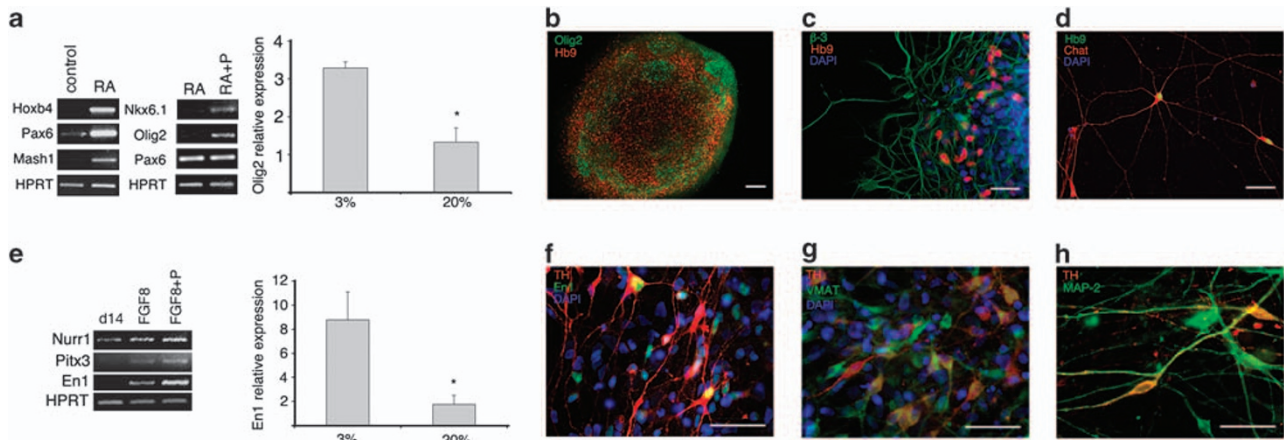 a
control
RA
Hoxb4
Pax6
Mash1
HPRT
RA
RA+P
Nkx6.1
Olig2
Pax6
HPRT
Olig2 relative expression
4
3
2
1
*
3%
20%
b
Olig2
Hb9
c
β-3
Hb9
DAPI
d
Hb9
Chat
DAPI
e
d14
FGF8
FGF8+P
Nurr1
Pitx3
En1
HPRT
En1 relative expression
12
10
8
6
4
2
*
3%
20%
f
TH
En1
DAPI
g
TH
VMAT
DAPI
h
TH
MAP-2